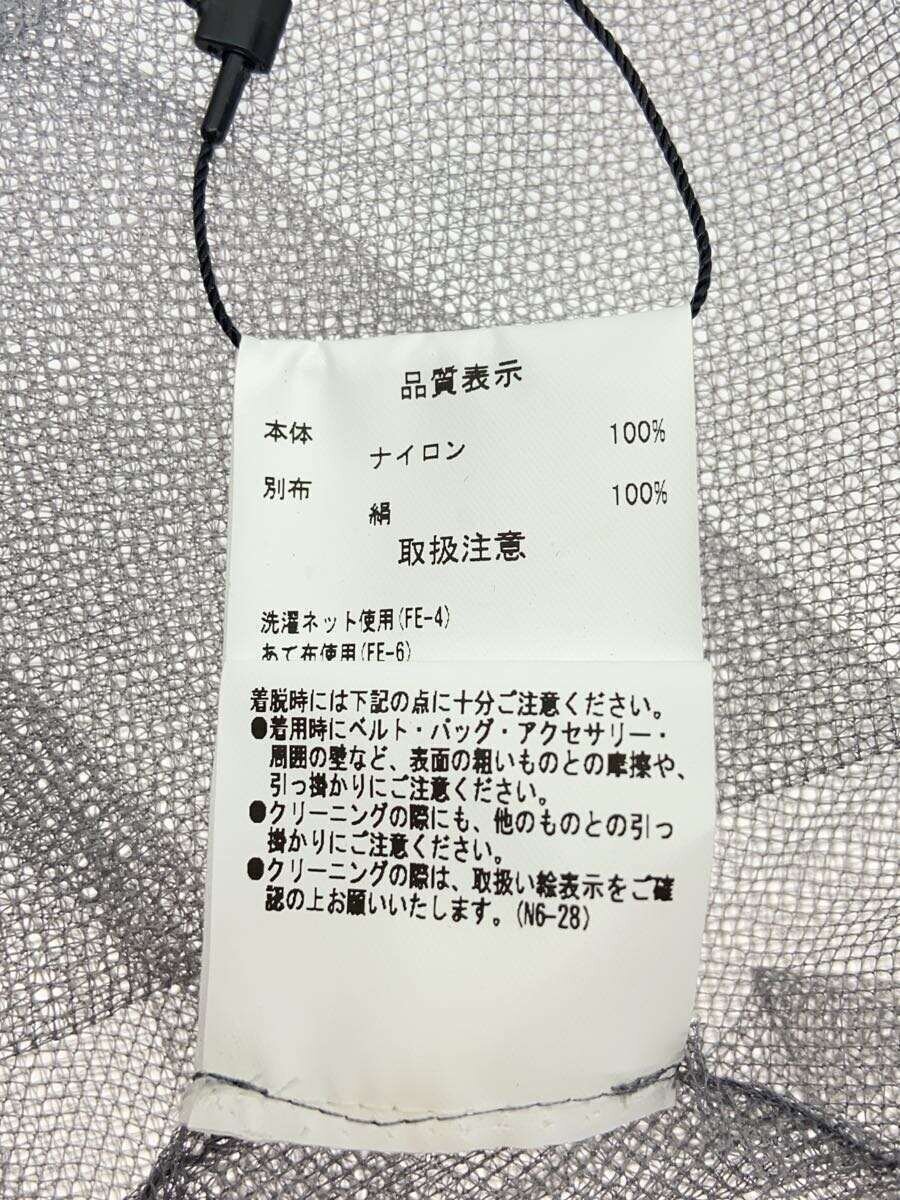 品質表示
本体
ナイロン 100%
別布
絹 100%
取扱注意
洗濯ネット使用(FE-4)
あて布使用(FE-6)
着脱時には下記の点に十分ご注意ください。
●着用時にベルト・バッグ・アクセサリー・
周囲の壁など、表面の粗いものとの摩擦や、
引っ掛かりにご注意ください。
●クリーニングの際にも、他のものとの引っ
掛かりにご注意ください。
●クリーニングの際は、取扱い絵表示をご確
認の上お願いいたします。(N6-28)